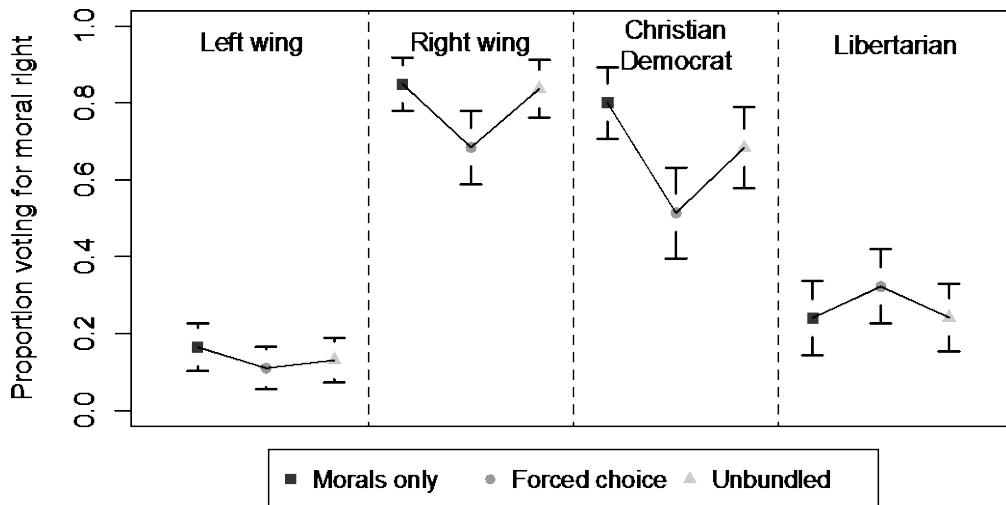 Proportion voting for moral right
1.0
0.8
0.6
0.4
0.2
0.0
Left wing
Right wing
Christian
Democrat
Libertarian
Morals only
Forced choice
Unbundled